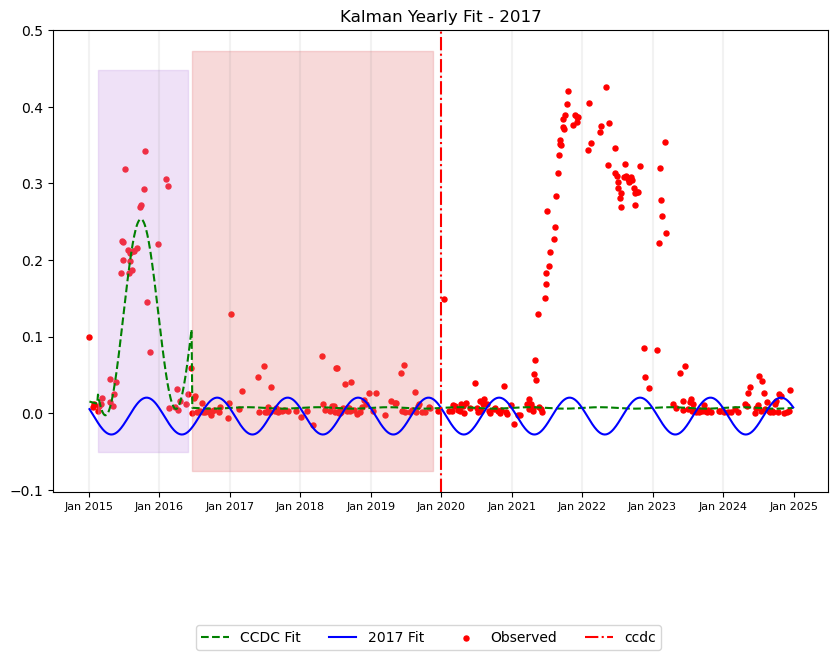 Kalman Yearly Fit - 2017
0.5
0.4
0.3
0.2
0.1
0.0
−0.1
Jan 2015 Jan 2016 Jan 2017 Jan 2018 Jan 2019 Jan 2020 Jan 2021 Jan 2022 Jan 2023 Jan 2024 Jan 2025
CCDC Fit 2017 Fit Observed ccdc